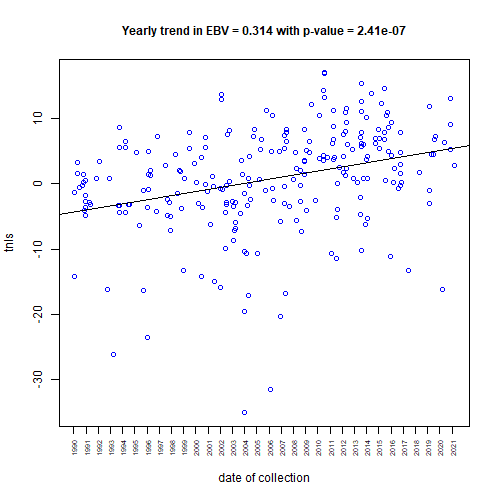 Yearly trend in EBV = 0.314 with p-value = 2.41e-07
10
0
-10
-20
-30
tnls
1990 1991 1992 1993 1994 1995 1996 1997 1998 1999 2000 2001 2002 2003 2004 2005 2006 2007 2008 2009 2010 2011 2012 2013 2014 2015 2016 2017 2018 2019 2020 2021
date of collection